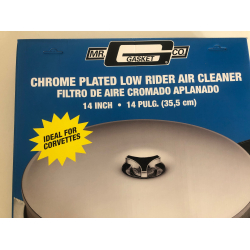 MR. GASKET CO
CHROME PLATED LOW RIDER AIR CLEANER
FILTRO DE AIRE CROMADO APLANADO
14 INCH • 14 PULG. (35,5 cm)
IDEAL FOR
CORVETTES